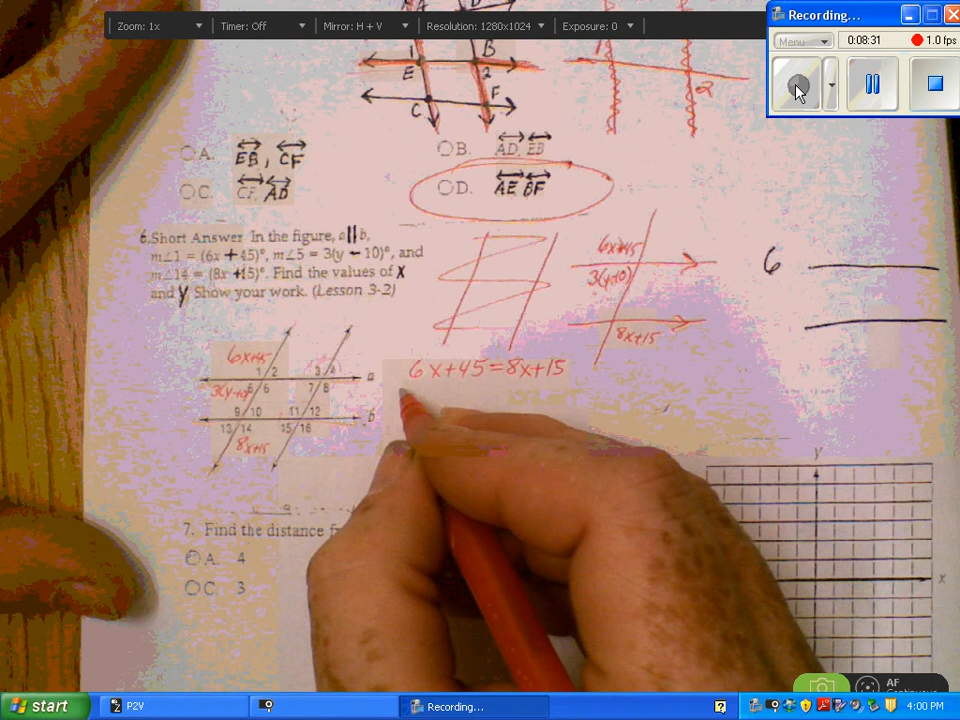 Zoom: 1x Timer: Off Mirror: H + V Resolution: 1280x1024 Exposure: 0
Recording...
Menu 0:08:31 1.0 fps
A
1 B
E 2
F
C
2
A. EB, CF B. AD, EB
C. CF AB D. AE BF
6. Short Answer In the figure, a || b,
m∠1 = (6x + 45)°, m∠5 = 3(y - 10)°, and
m∠14 = (8x + 15)°. Find the values of x
and y. Show your work. (Lesson 3-2)
6x+45
3(y-10)
8x+15
6
6x+45
1 2 3 4 a
3(y-10) 6 7 8
9 10 11 12 b
13 14 15 16
8x+15
6x+45=8x+15
7. Find the distance
A. 4
C. 3
y
x
AF
Continuous
start P2V Recording... 4:00 PM